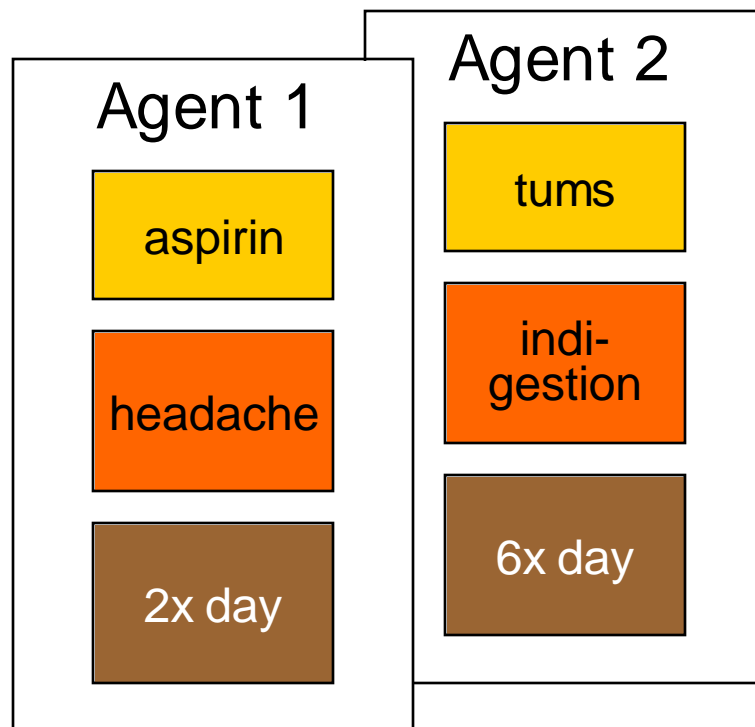 Agent 1
aspirin
headache
2x day
Agent 2
tums
indi-
gestion
6x day